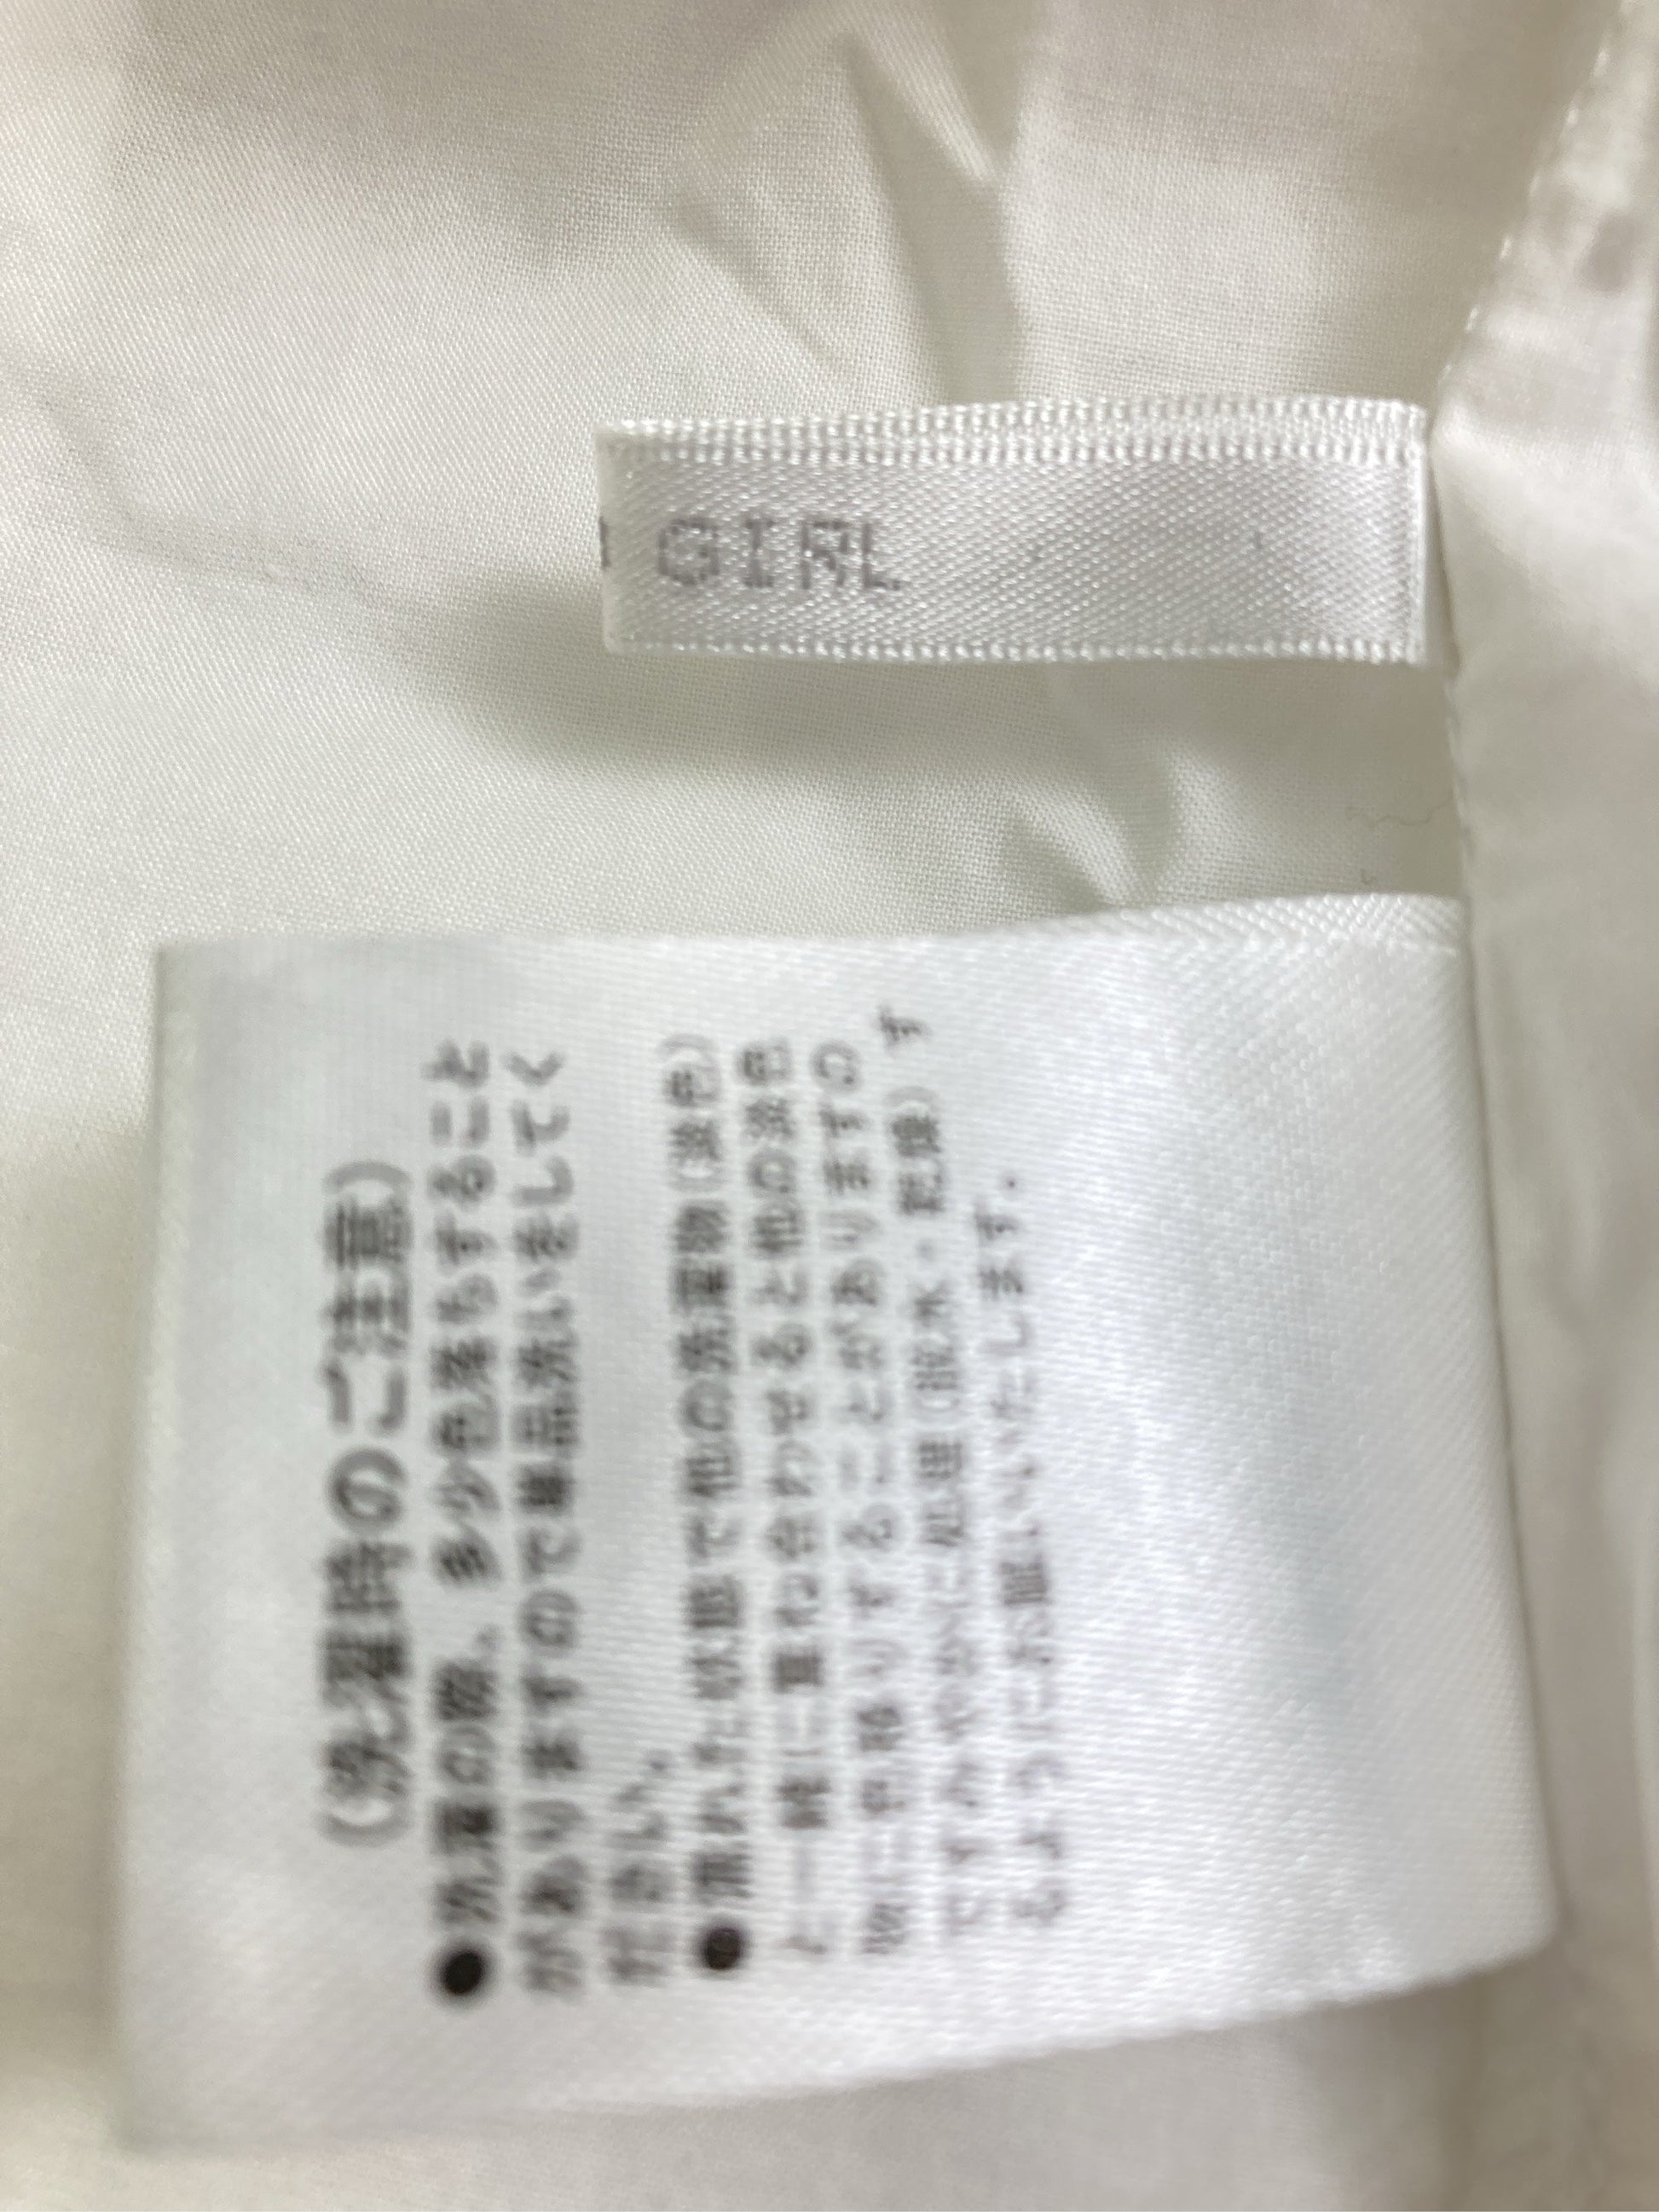 GIRL
(洗濯時のご注意)
●洗濯の際、多少色落ちすること
がありますので単品洗いをしてく
ださい。
●濡れた状態で他の洗濯物(淡色)
と一緒に重ね合わせると他の淡色
物に色移りすることがありますの
ですみやかに処理(脱水・乾燥)す
るようにお願いいたします。